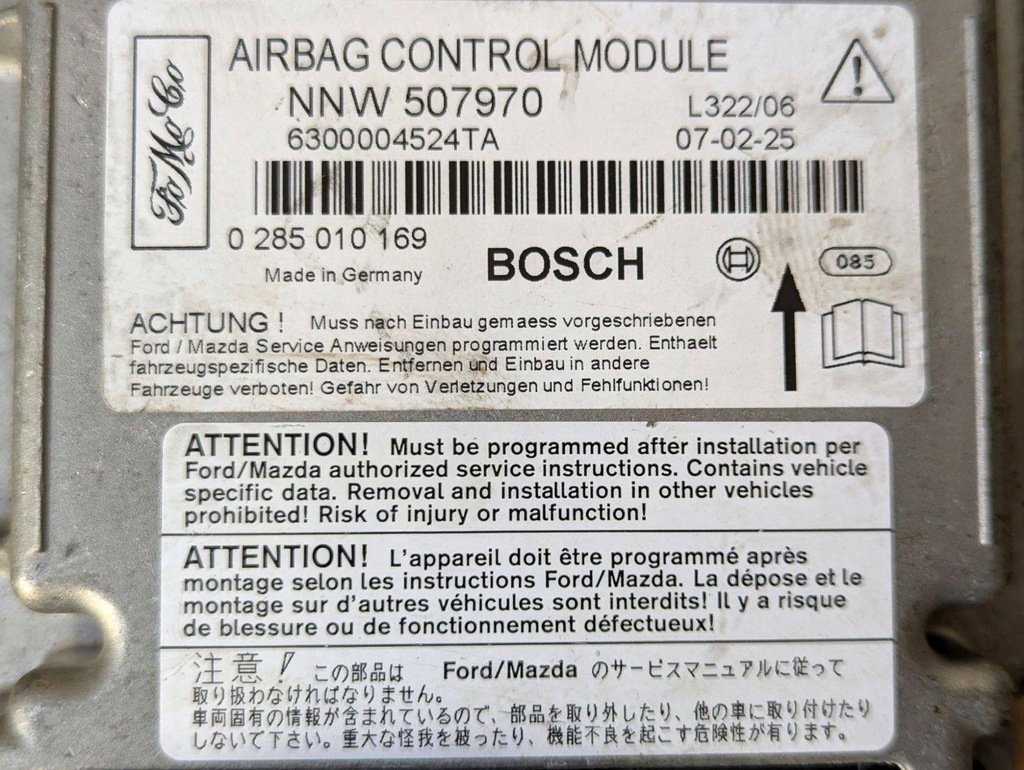 FoMoCo
AIRBAG CONTROL MODULE
NNW 507970
L322/06
6300004524TA
07-02-25
0 285 010 169
Made in Germany
BOSCH
085
ACHTUNG ! Muss nach Einbau gemaess vorgeschriebenen
Ford / Mazda Service Anweisungen programmiert werden. Enthaelt
fahrzeugspezifische Daten. Entfernen und Einbau in andere
Fahrzeuge verboten! Gefahr von Verletzungen und Fehlfunktionen!
ATTENTION! Must be programmed after installation per
Ford/Mazda authorized service instructions. Contains vehicle
specific data. Removal and installation in other vehicles
prohibited! Risk of injury or malfunction!
ATTENTION! L'appareil doit être programmé après
montage selon les instructions Ford/Mazda. La dépose et le
montage sur d'autres véhicules sont interdits! Il y a risque
de blessure ou de fonctionnement défectueux!
注意! この部品は Ford/Mazda のサービスマニュアルに従って
取り扱わなければなりません。
車両固有の情報が含まれているので、部品を取り外したり、他の車に取り付けたり
しないで下さい。重大な怪我を被ったり、機能不良を起こす危険性が有ります。